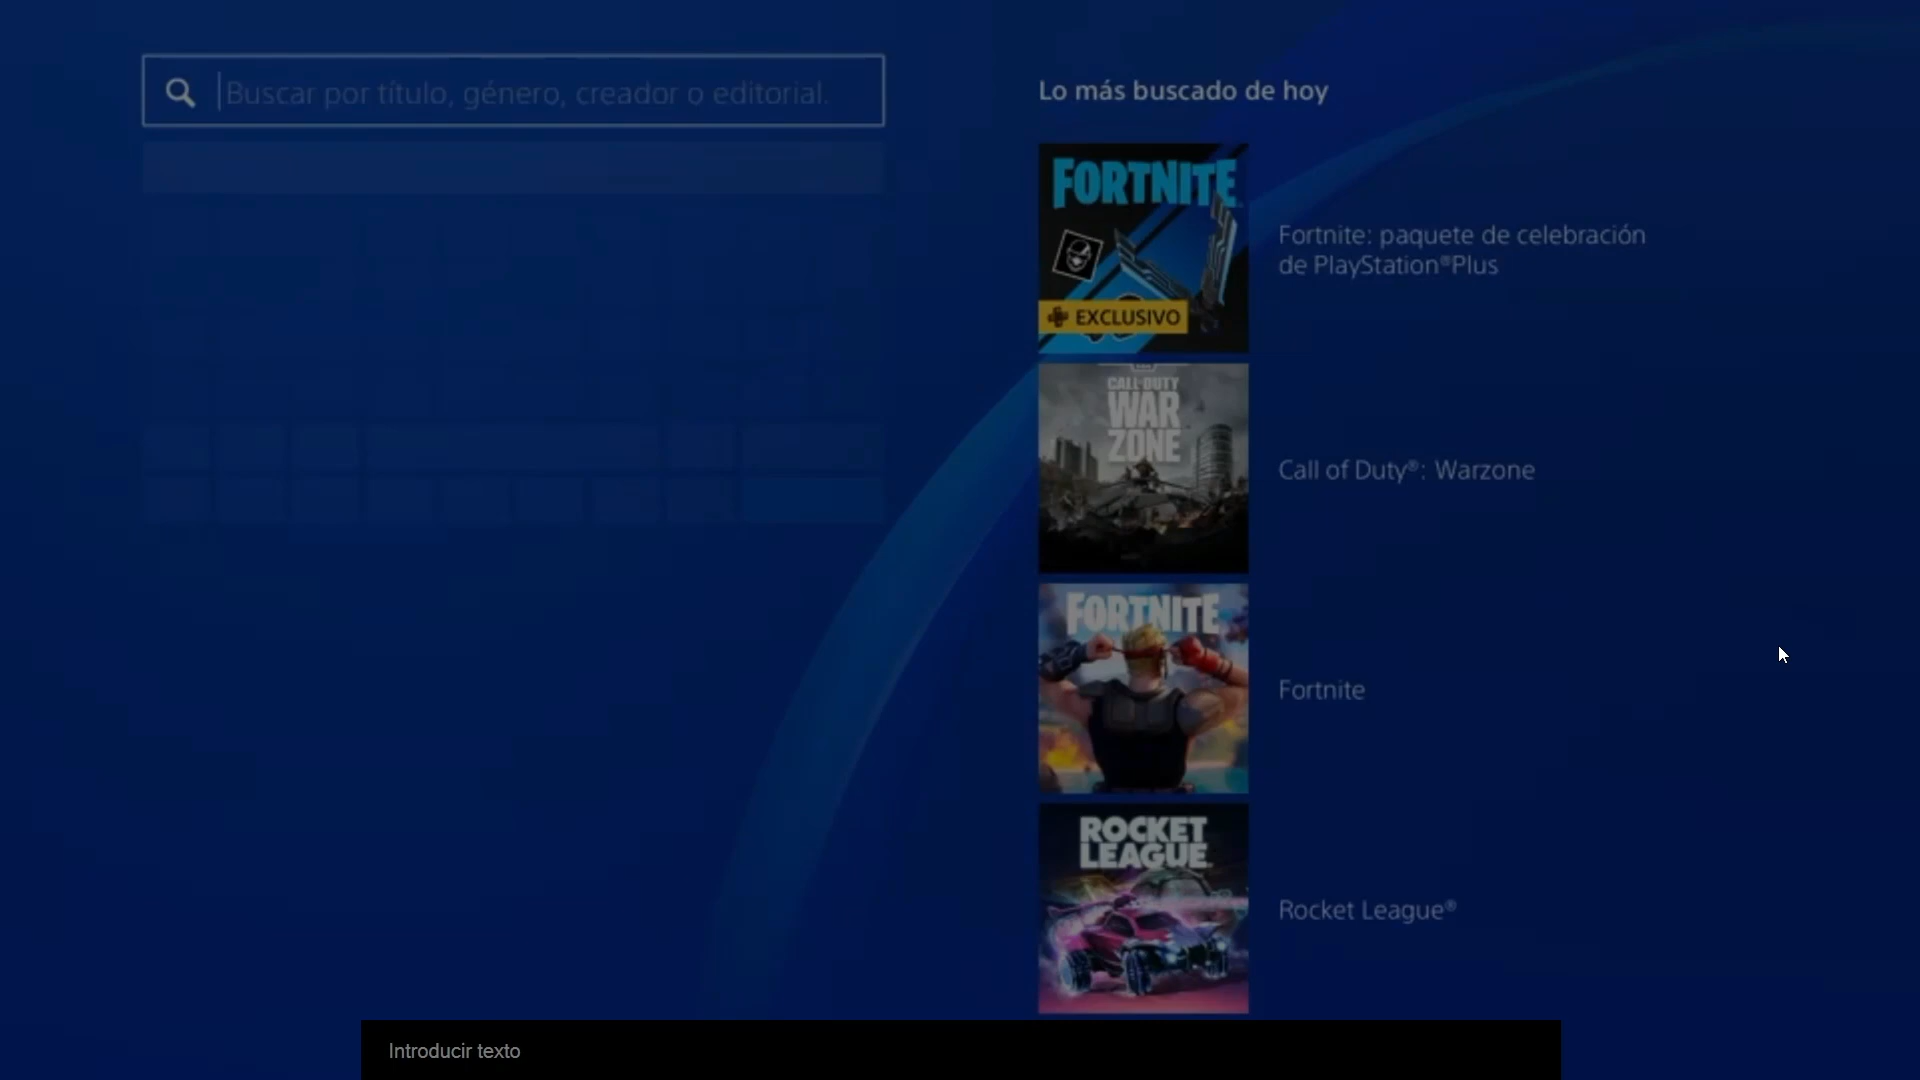 Buscar por título, género, creador o editorial.
Lo más buscado de hoy
FORTNITE
EXCLUSIVO
Fortnite: paquete de celebración
de PlayStation®Plus
CALL OF DUTY
WAR
ZONE
Call of Duty®: Warzone
FORTNITE
Fortnite
ROCKET
LEAGUE
Rocket League®
Introducir texto